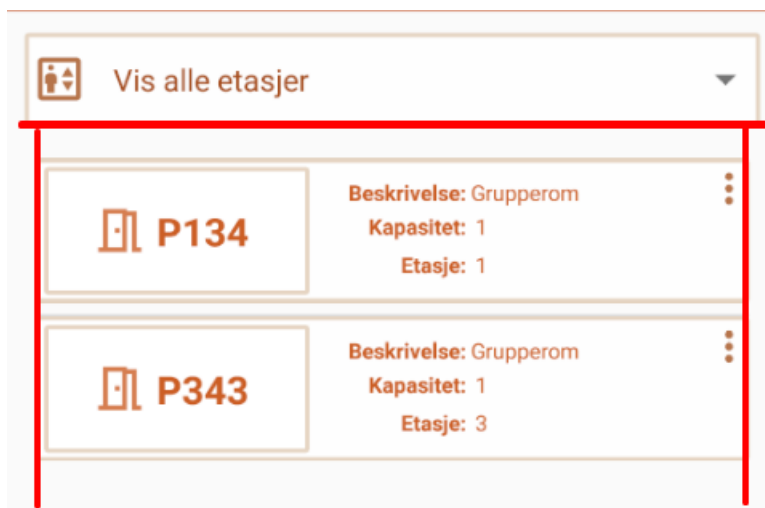 Vis alle etasjer
P134
Beskrivelse: Grupperom
Kapasitet: 1
Etasje: 1
P343
Beskrivelse: Grupperom
Kapasitet: 1
Etasje: 3